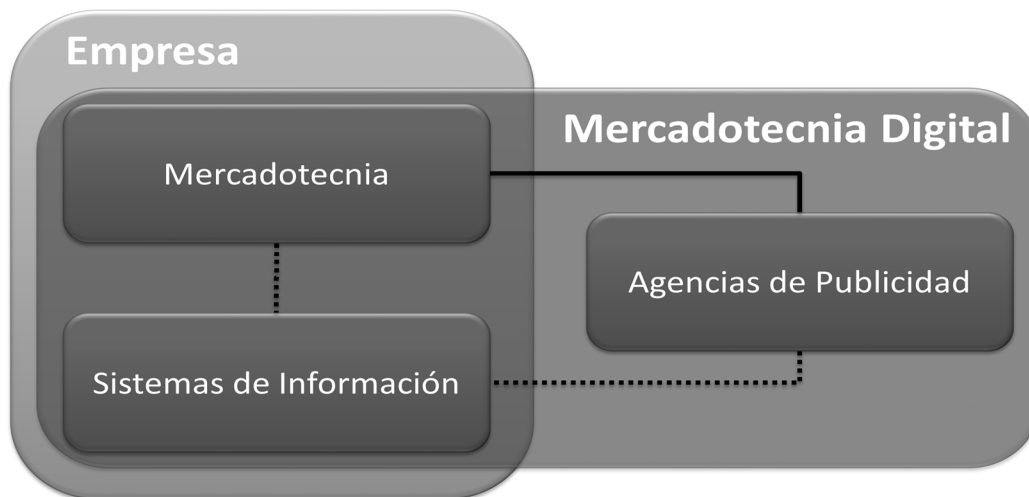 Empresa
Mercadotecnia Digital
Mercadotecnia
Agencias de Publicidad
Sistemas de Información